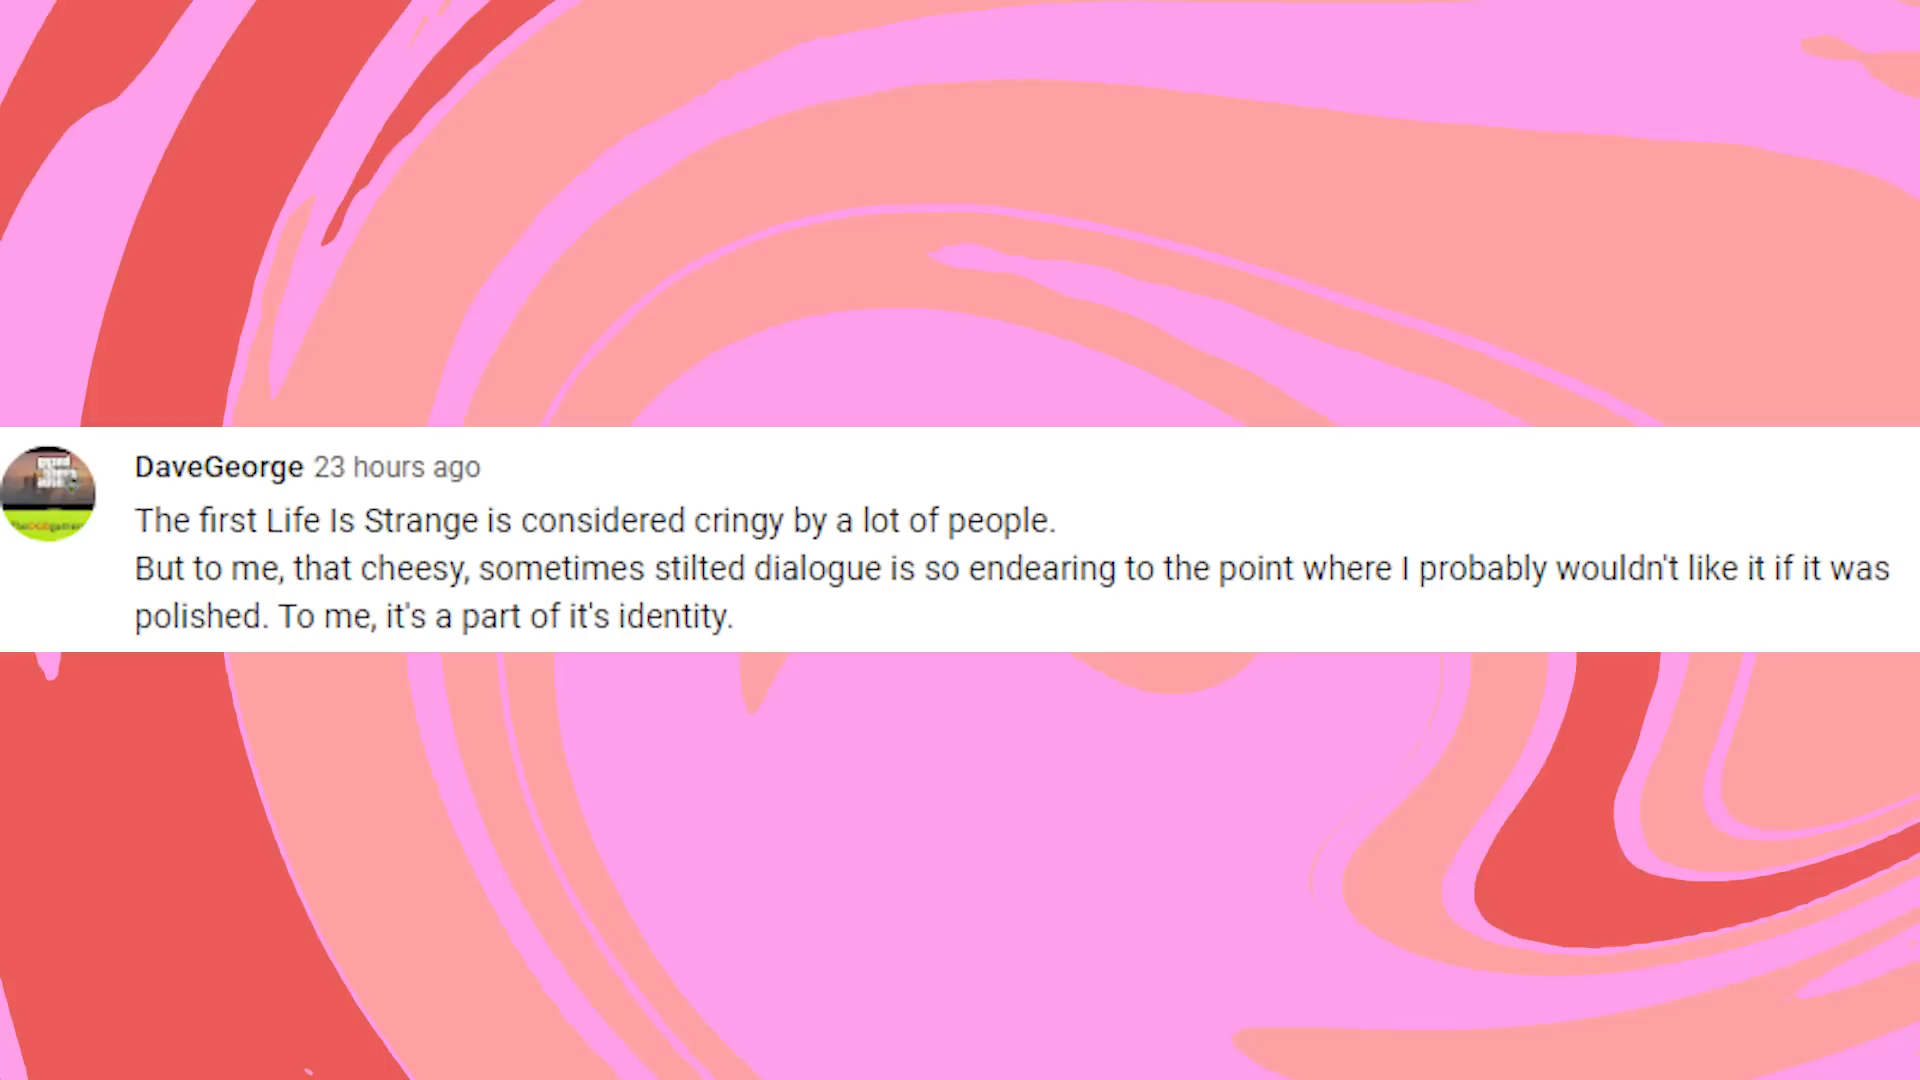 DaveGeorge 23 hours ago
The first Life Is Strange is considered cringy by a lot of people.
But to me, that cheesy, sometimes stilted dialogue is so endearing to the point where I probably wouldn't like it if it was
polished. To me, it's a part of it's identity.